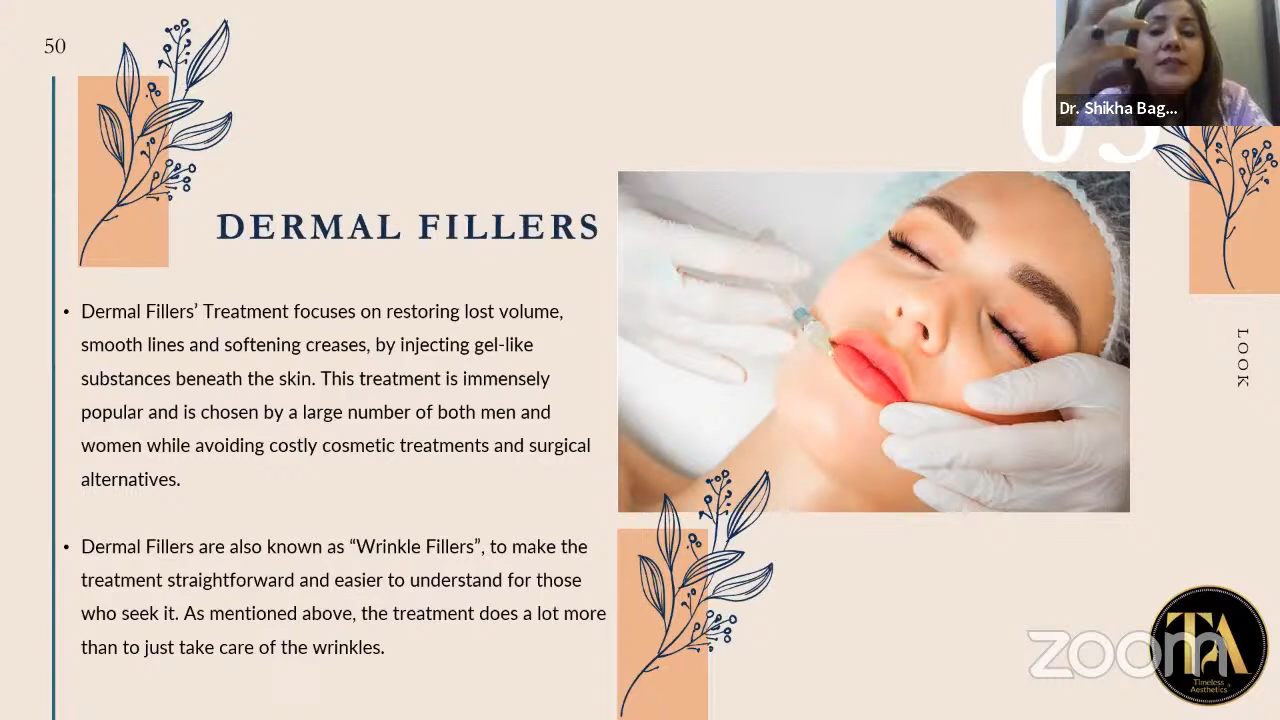 50
Dr. Shikha Bag...
DERMAL FILLERS
• Dermal Fillers’ Treatment focuses on restoring lost volume,
smooth lines and softening creases, by injecting gel-like
substances beneath the skin. This treatment is immensely
popular and is chosen by a large number of both men and
women while avoiding costly cosmetic treatments and surgical
alternatives.
• Dermal Fillers are also known as “Wrinkle Fillers”, to make the
treatment straightforward and easier to understand for those
who seek it. As mentioned above, the treatment does a lot more
than to just take care of the wrinkles.
LOOK
zoom
TA
Timeless
Aesthetics